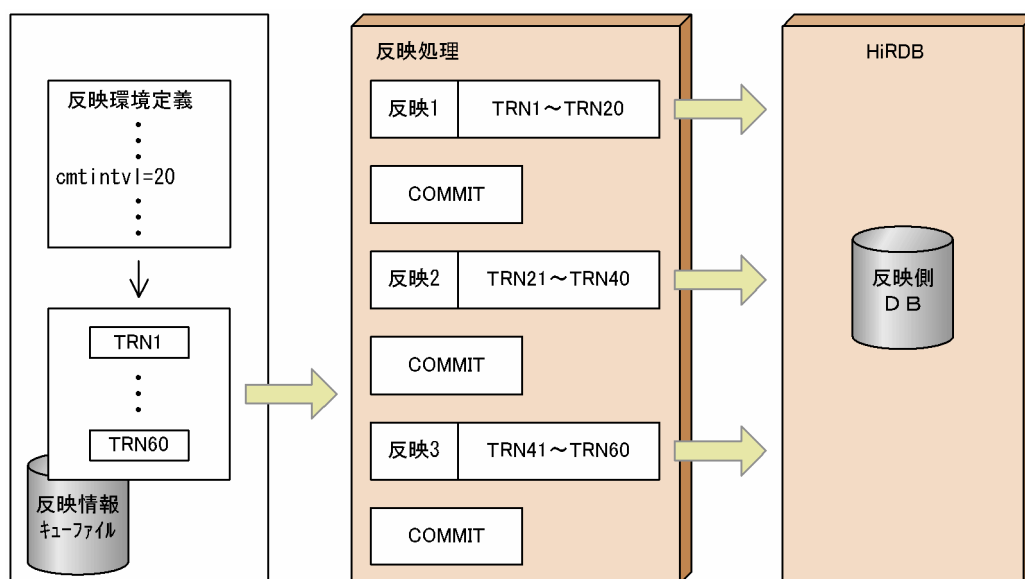 反映環境定義
cmtintvl=20
TRN1
TRN60
反映情報
ｷｭｰﾌｧｲﾙ
反映処理
反映1
TRN1～TRN20
COMMIT
反映2
TRN21～TRN40
COMMIT
反映3
TRN41～TRN60
COMMIT
HiRDB
反映側
ＤＢ